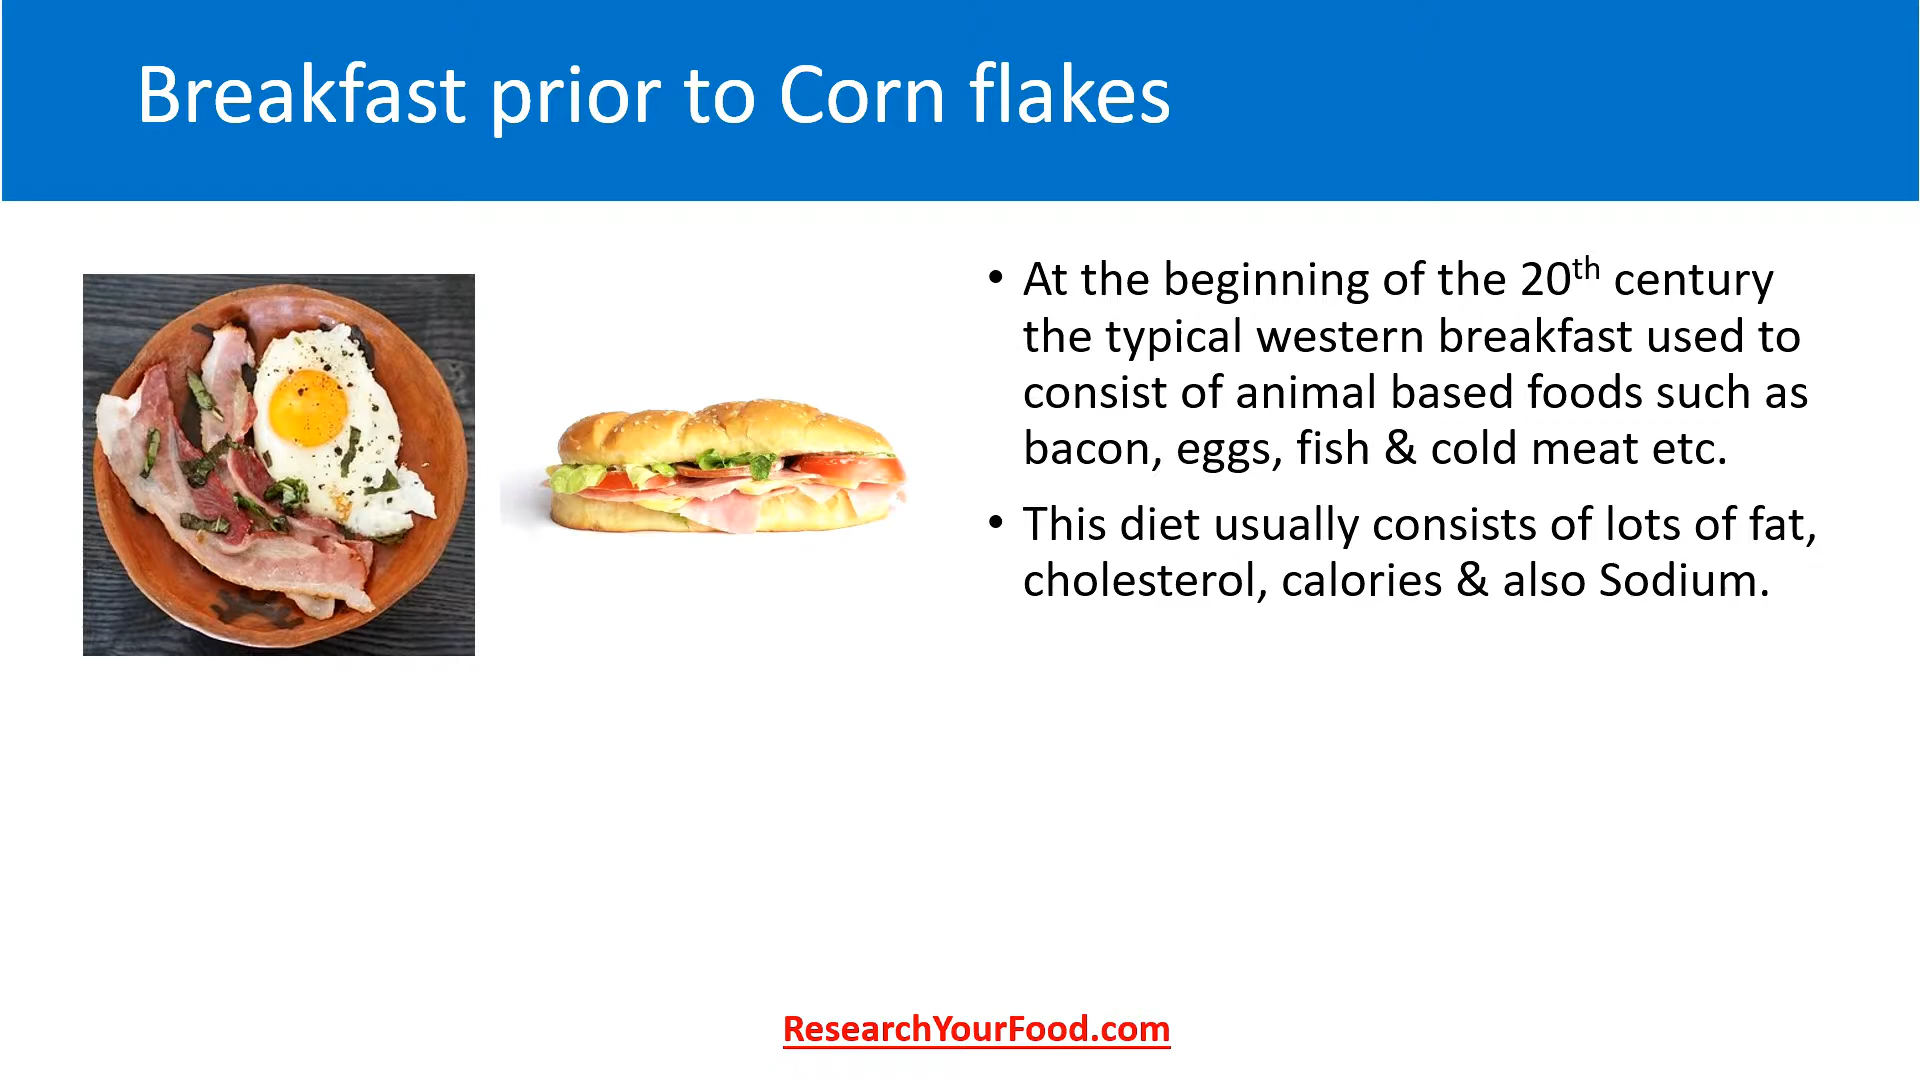 Breakfast prior to Corn flakes
• At the beginning of the 20th century
the typical western breakfast used to
consist of animal based foods such as
bacon, eggs, fish & cold meat etc.
• This diet usually consists of lots of fat,
cholesterol, calories & also Sodium.
ResearchYourFood.com